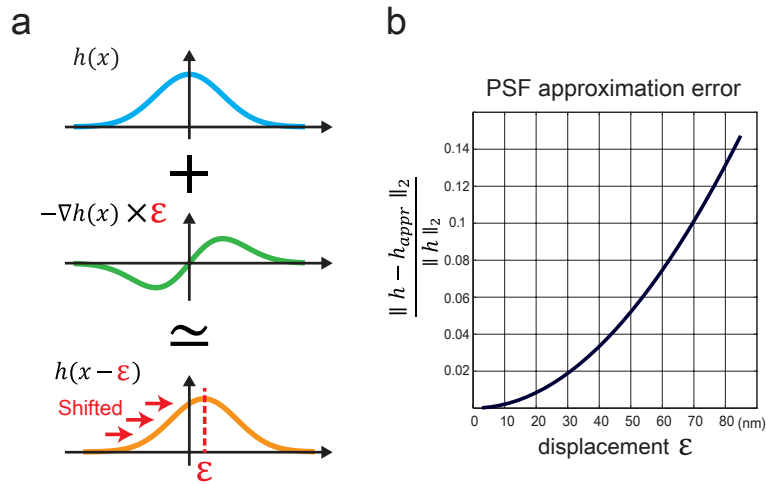 a
h(x)
+
−∇h(x) × ε
≃
h(x−ε)
Shifted
ε
b
PSF approximation error
‖ h − h_appr ‖₂
‖ h ‖₂
0.14
0.12
0.1
0.08
0.06
0.04
0.02
0 10 20 30 40 50 60 70 80 (nm)
displacement ε